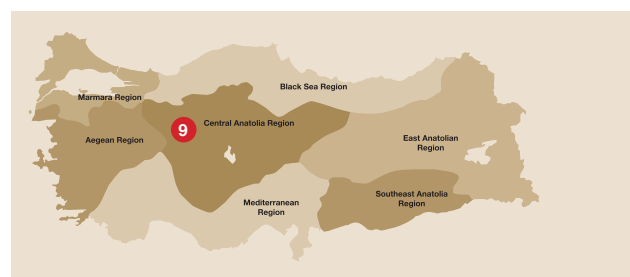 Black Sea Region
Marmara Region
9
Central Anatolia Region
Aegean Region
East Anatolian
Region
Southeast Anatolia
Region
Mediterranean
Region